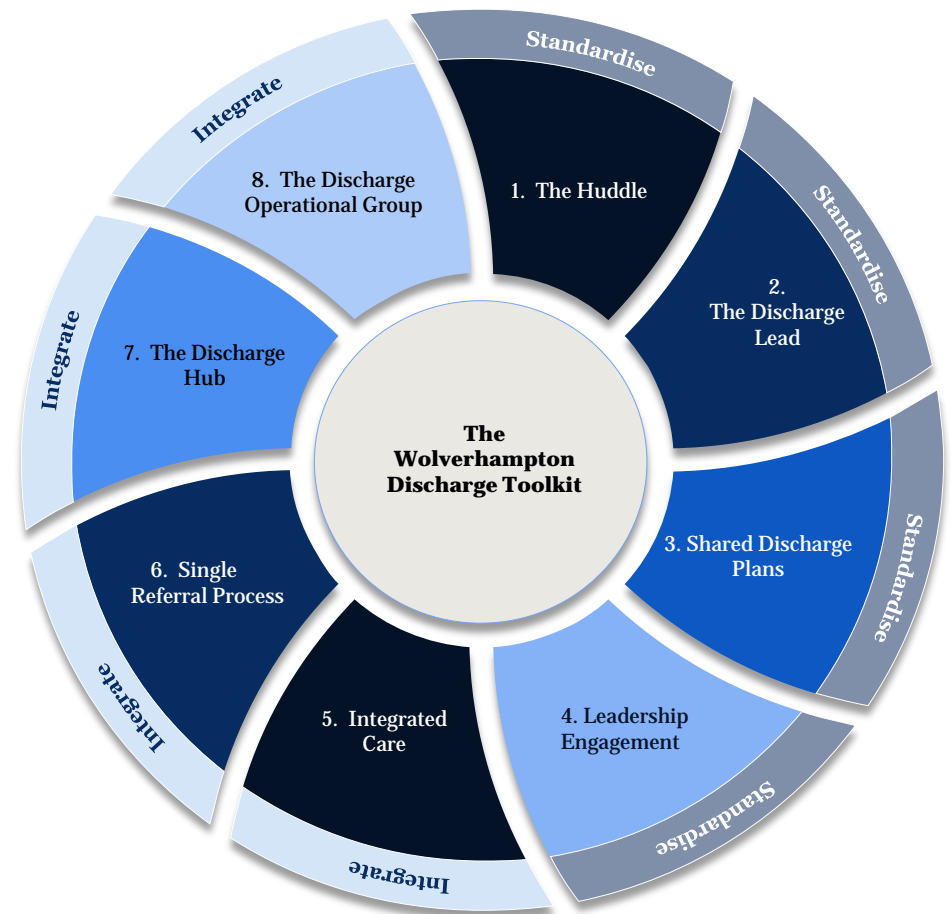 The
Wolverhampton
Discharge Toolkit
Standardise
1. The Huddle
Standardise
2.
The Discharge
Lead
Standardise
3. Shared Discharge
Plans
Standardise
4. Leadership
Engagement
Integrate
5. Integrated
Care
Integrate
6. Single
Referral Process
Integrate
7. The Discharge
Hub
Integrate
8. The Discharge
Operational Group